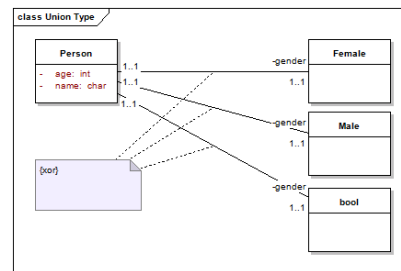 class Union Type
Person
- age: int
- name: char
1..1
1..1
1..1
-gender
1..1
Female
-gender
1..1
Male
-gender
1..1
bool
{xor}